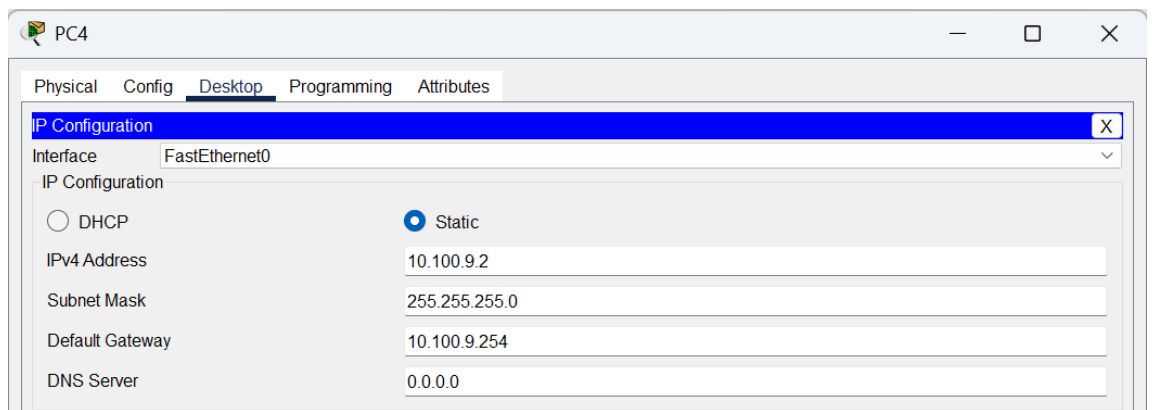 PC4
Physical Config Desktop Programming Attributes
IP Configuration X
Interface FastEthernet0
IP Configuration
DHCP Static
IPv4 Address 10.100.9.2
Subnet Mask 255.255.255.0
Default Gateway 10.100.9.254
DNS Server 0.0.0.0